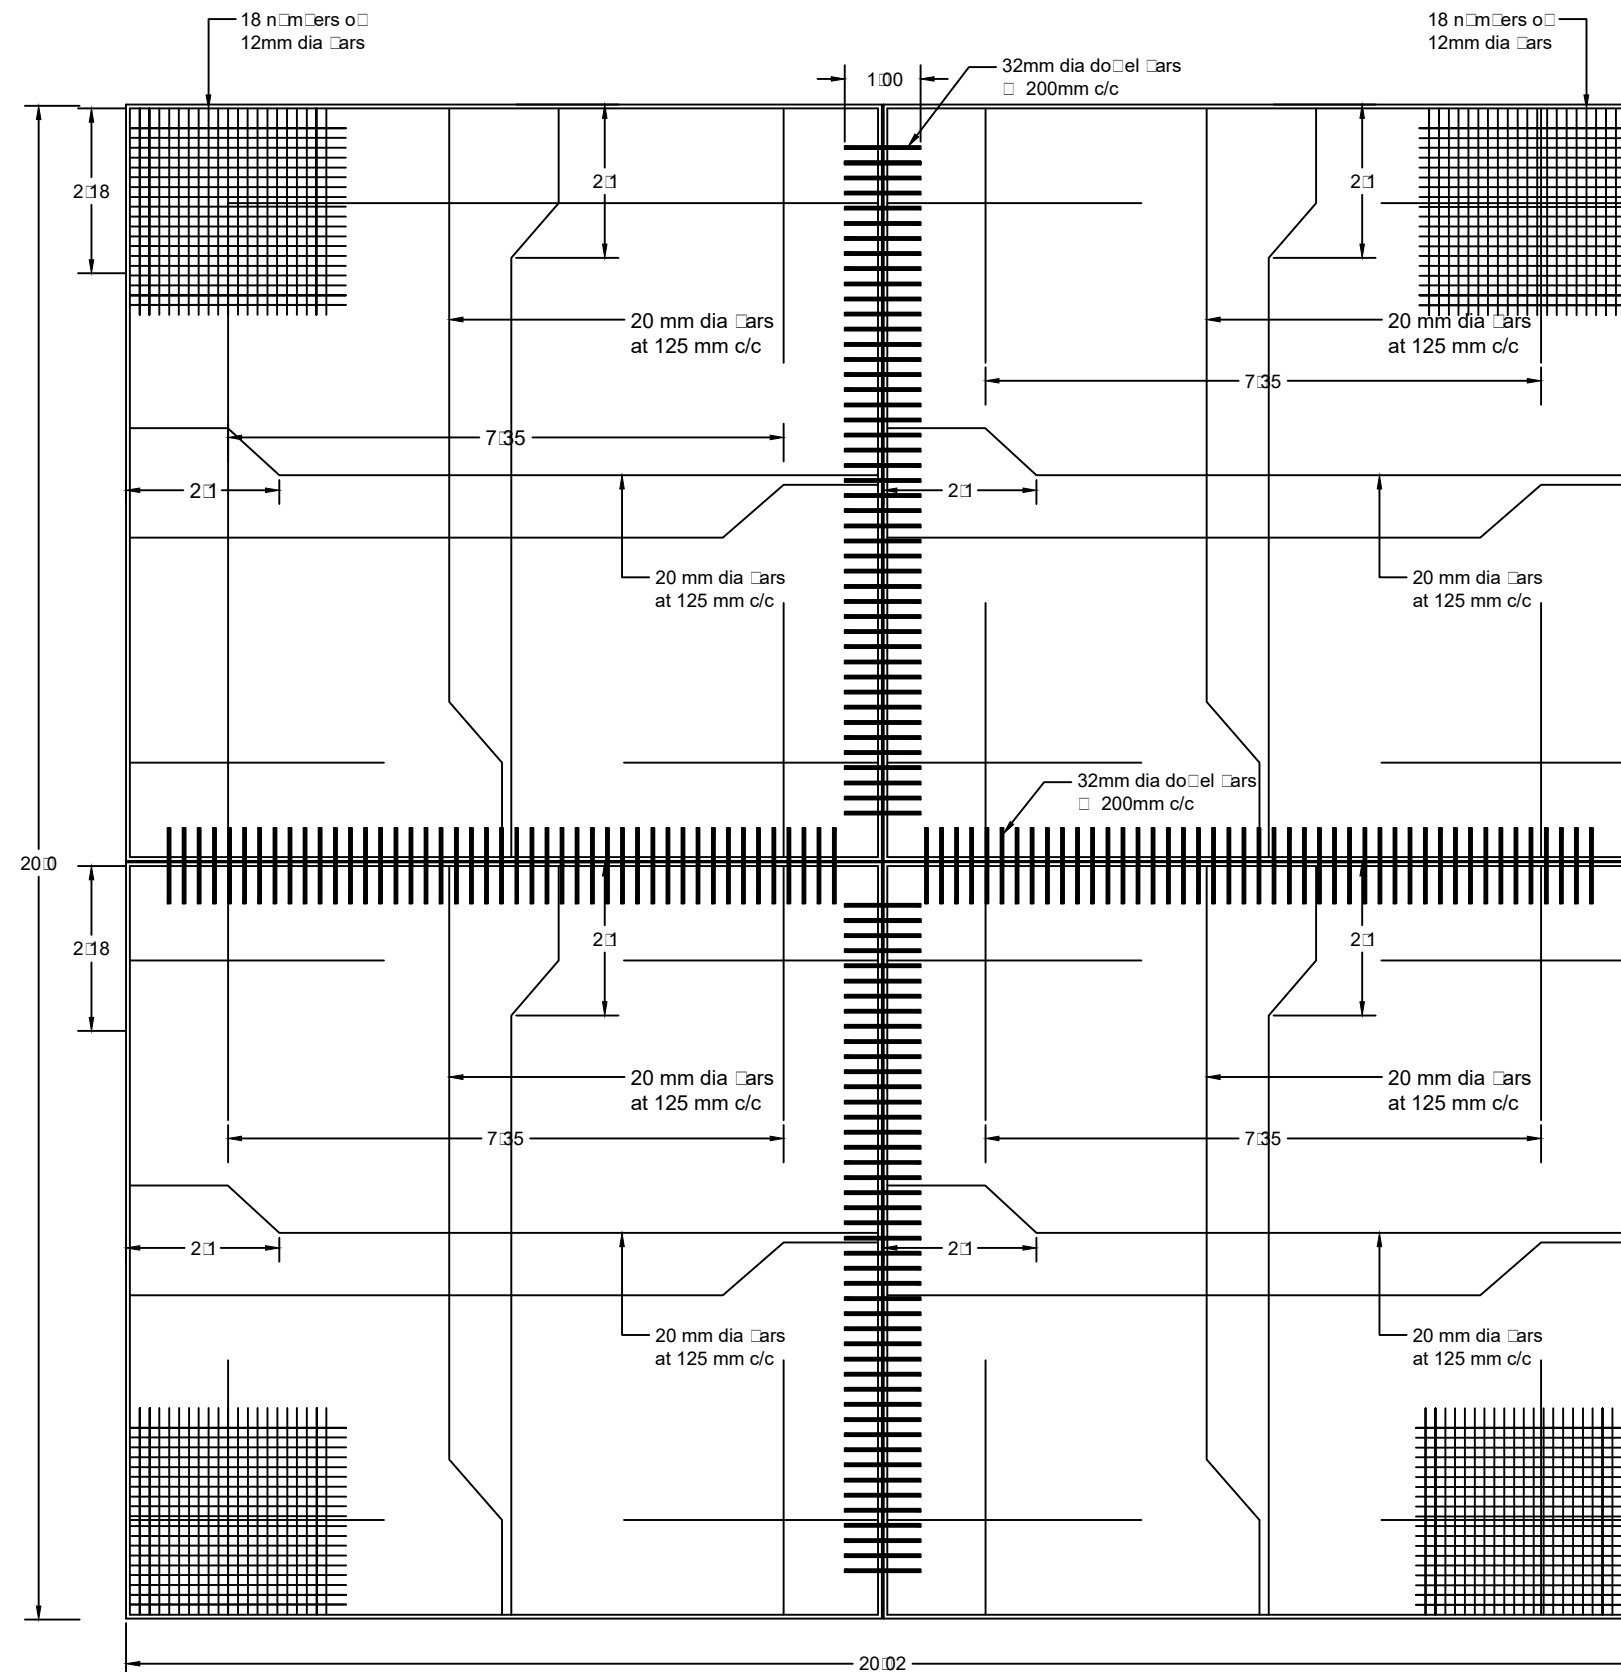 18 n□m□ers o□
12mm dia □ars
18 n□m□ers o□
12mm dia □ars
1□00
32mm dia do□el □ars
□ 200mm c/c
2□18
2□1
2□1
20 mm dia □ars
at 125 mm c/c
20 mm dia □ars
at 125 mm c/c
7□35
7□35
2□1
2□1
20 mm dia □ars
at 125 mm c/c
20 mm dia □ars
at 125 mm c/c
32mm dia do□el □ars
□ 200mm c/c
20□0
2□18
2□1
2□1
20 mm dia □ars
at 125 mm c/c
20 mm dia □ars
at 125 mm c/c
7□35
7□35
2□1
2□1
20 mm dia □ars
at 125 mm c/c
20 mm dia □ars
at 125 mm c/c
20□02